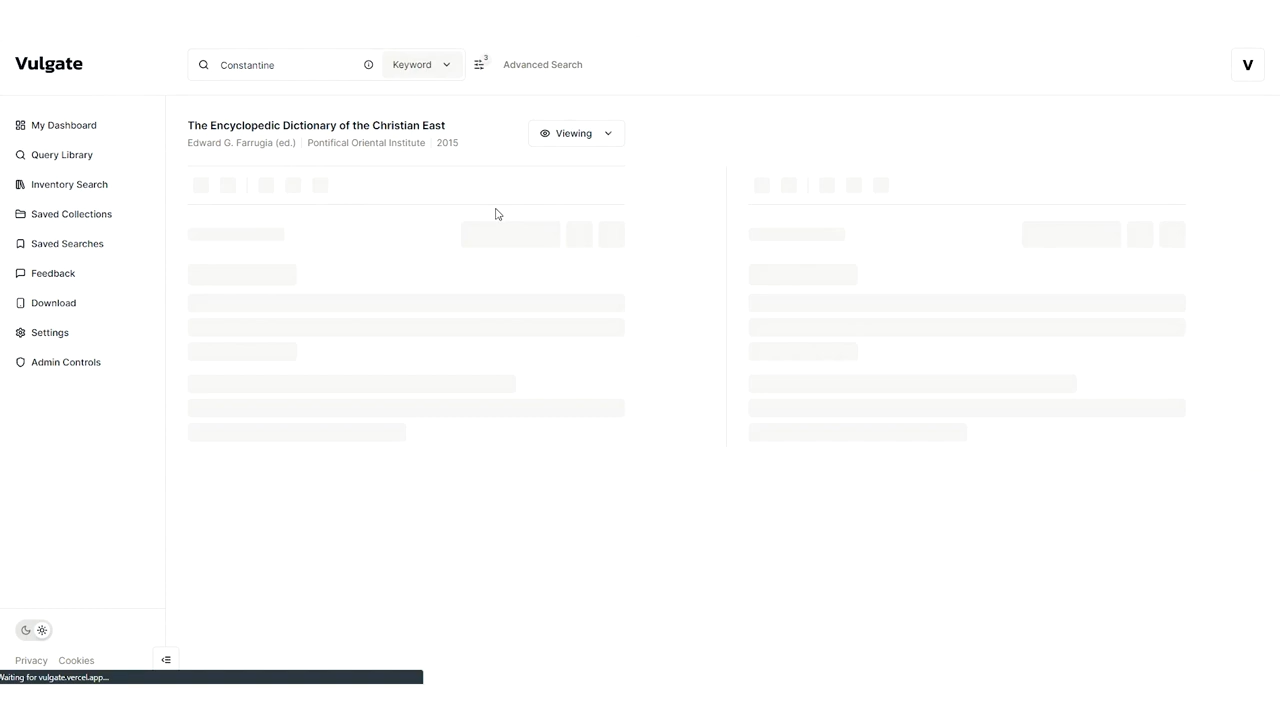 Vulgate
Constantine
Keyword
3
Advanced Search
V
My Dashboard
Query Library
Inventory Search
Saved Collections
Saved Searches
Feedback
Download
Settings
Admin Controls
The Encyclopedic Dictionary of the Christian East
Edward G. Farrugia (ed.) | Pontifical Oriental Institute | 2015
Viewing
Privacy Cookies
Waiting for vulgate.vercel.app...